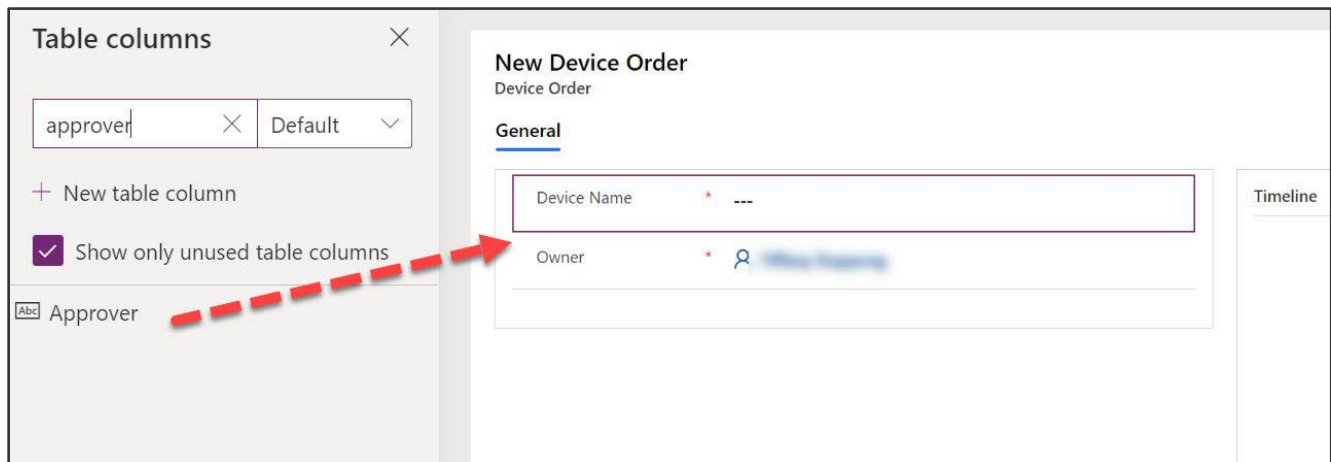 Table columns
approver
Default
New table column
Show only unused table columns
Abc Approver
New Device Order
Device Order
General
Device Name * ---
Owner *
Timeline